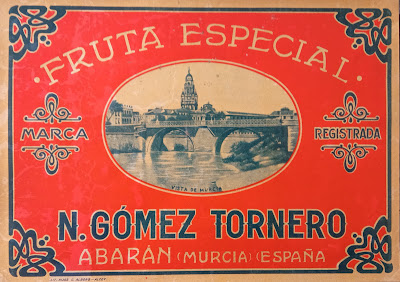 ·FRUTA ESPECIAL·
MARCA
REGISTRADA
VISTA DE MURCIA
N. GÓMEZ TORNERO
ABARÁN (MURCIA) (ESPAÑA)